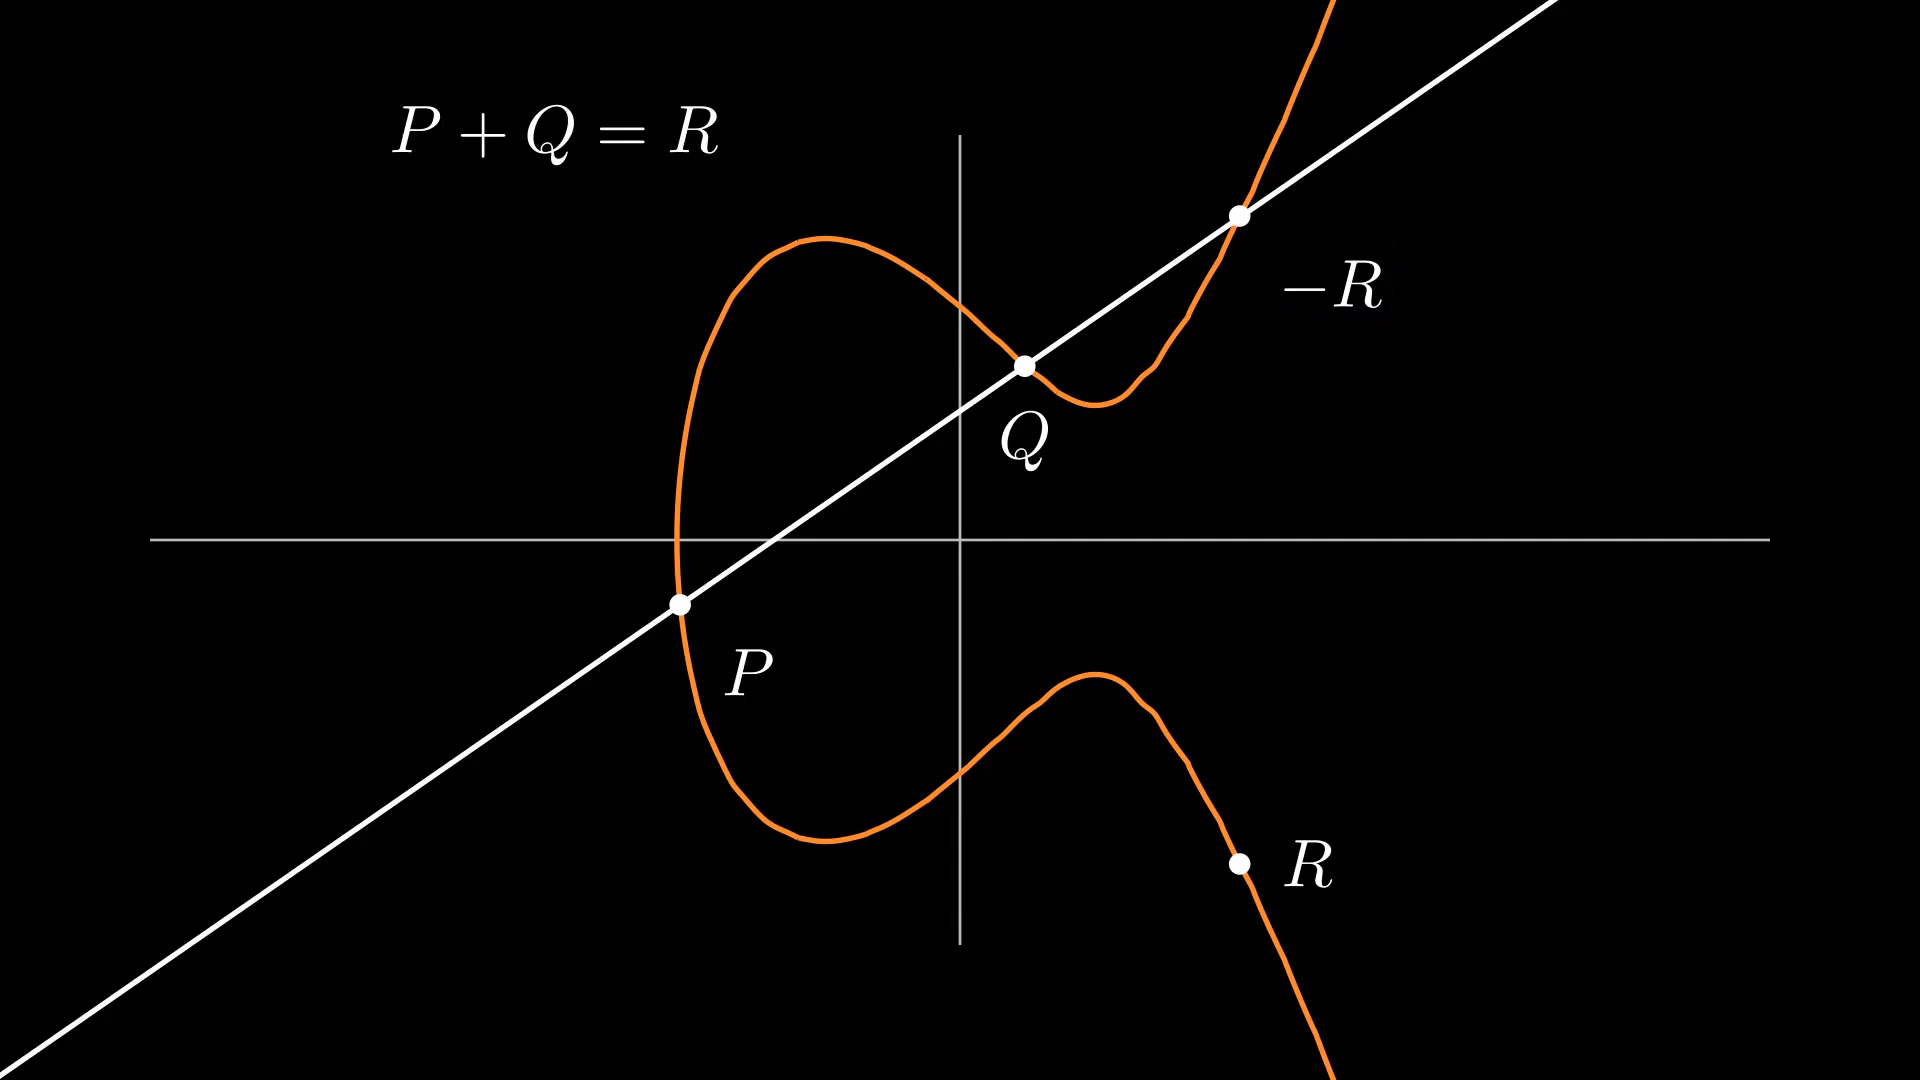 P + Q = R
−R
Q
P
R